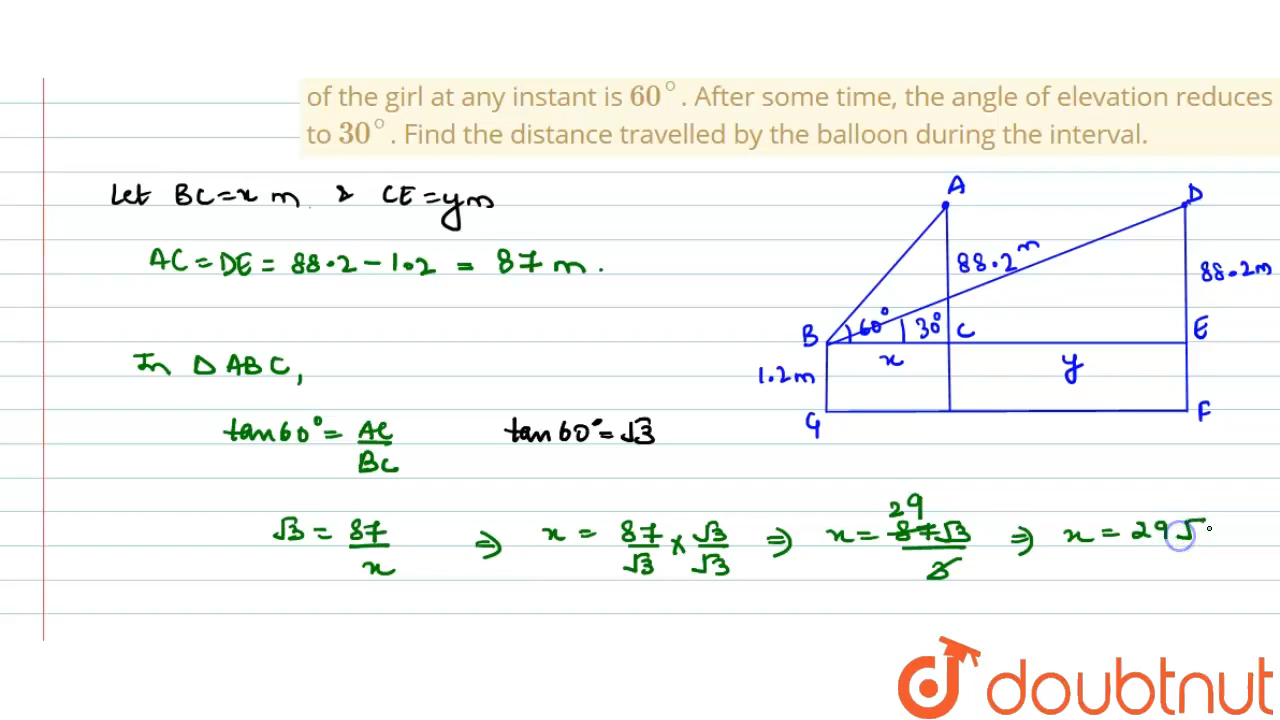 of the girl at any instant is 60°. After some time, the angle of elevation reduces
to 30°. Find the distance travelled by the balloon during the interval.
Let BC = x m & CE = y m
AC = DE = 88.2 - 1.2 = 87 m.
In Δ ABC,
tan 60° = AC/BC
tan 60° = √3
√3 = 87/x ⇒ x = 87/√3 × √3/√3 ⇒ x = 29 87√3/3 ⇒ x = 29√
A
D
88.2 m
88.2m
B
60°
30°
C
E
x
y
1.2m
G
F
doubtnut